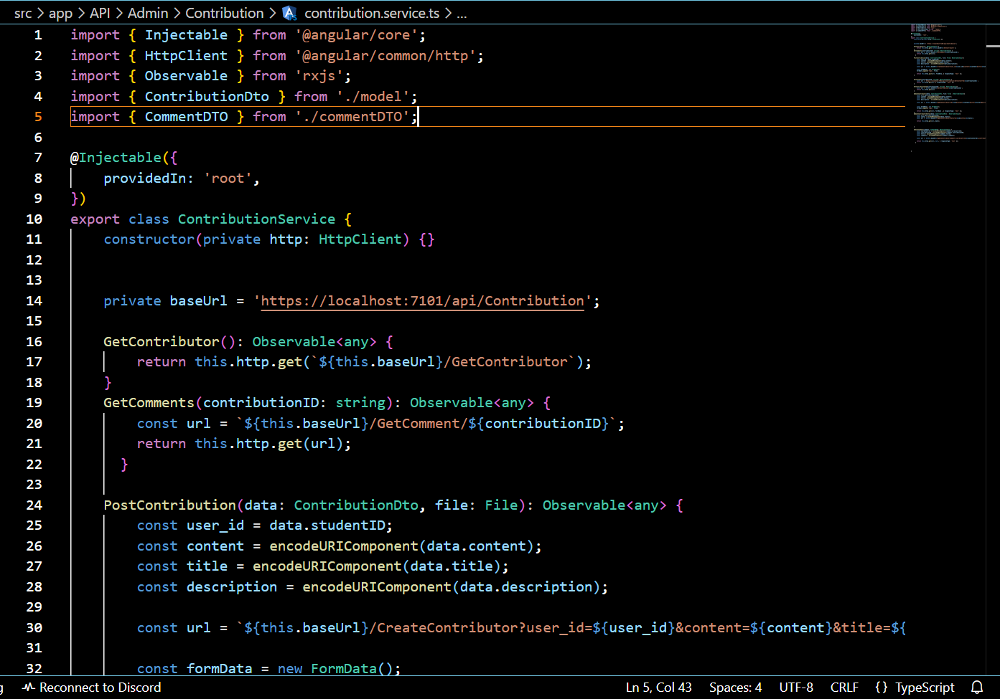 src > app > API > Admin > Contribution > contribution.service.ts > ...
1 import { Injectable } from '@angular/core';
2 import { HttpClient } from '@angular/common/http';
3 import { Observable } from 'rxjs';
4 import { ContributionDto } from './model';
5 import { CommentDTO } from './commentDTO';
6
7 @Injectable({
8     providedIn: 'root',
9 })
10 export class ContributionService {
11     constructor(private http: HttpClient) {}
12
13
14     private baseUrl = 'https://localhost:7101/api/Contribution';
15
16     GetContributor(): Observable<any> {
17         return this.http.get(`${this.baseUrl}/GetContributor`);
18     }
19     GetComments(contributionID: string): Observable<any> {
20         const url = `${this.baseUrl}/GetComment/${contributionID}`;
21         return this.http.get(url);
22       }
23
24     PostContribution(data: ContributionDto, file: File): Observable<any> {
25         const user_id = data.studentID;
26         const content = encodeURIComponent(data.content);
27         const title = encodeURIComponent(data.title);
28         const description = encodeURIComponent(data.description);
29
30         const url = `${this.baseUrl}/CreateContributor?user_id=${user_id}&content=${content}&title=${
31
32         const formData = new FormData();
g Reconnect to Discord Ln 5, Col 43 Spaces: 4 UTF-8 CRLF {} TypeScript